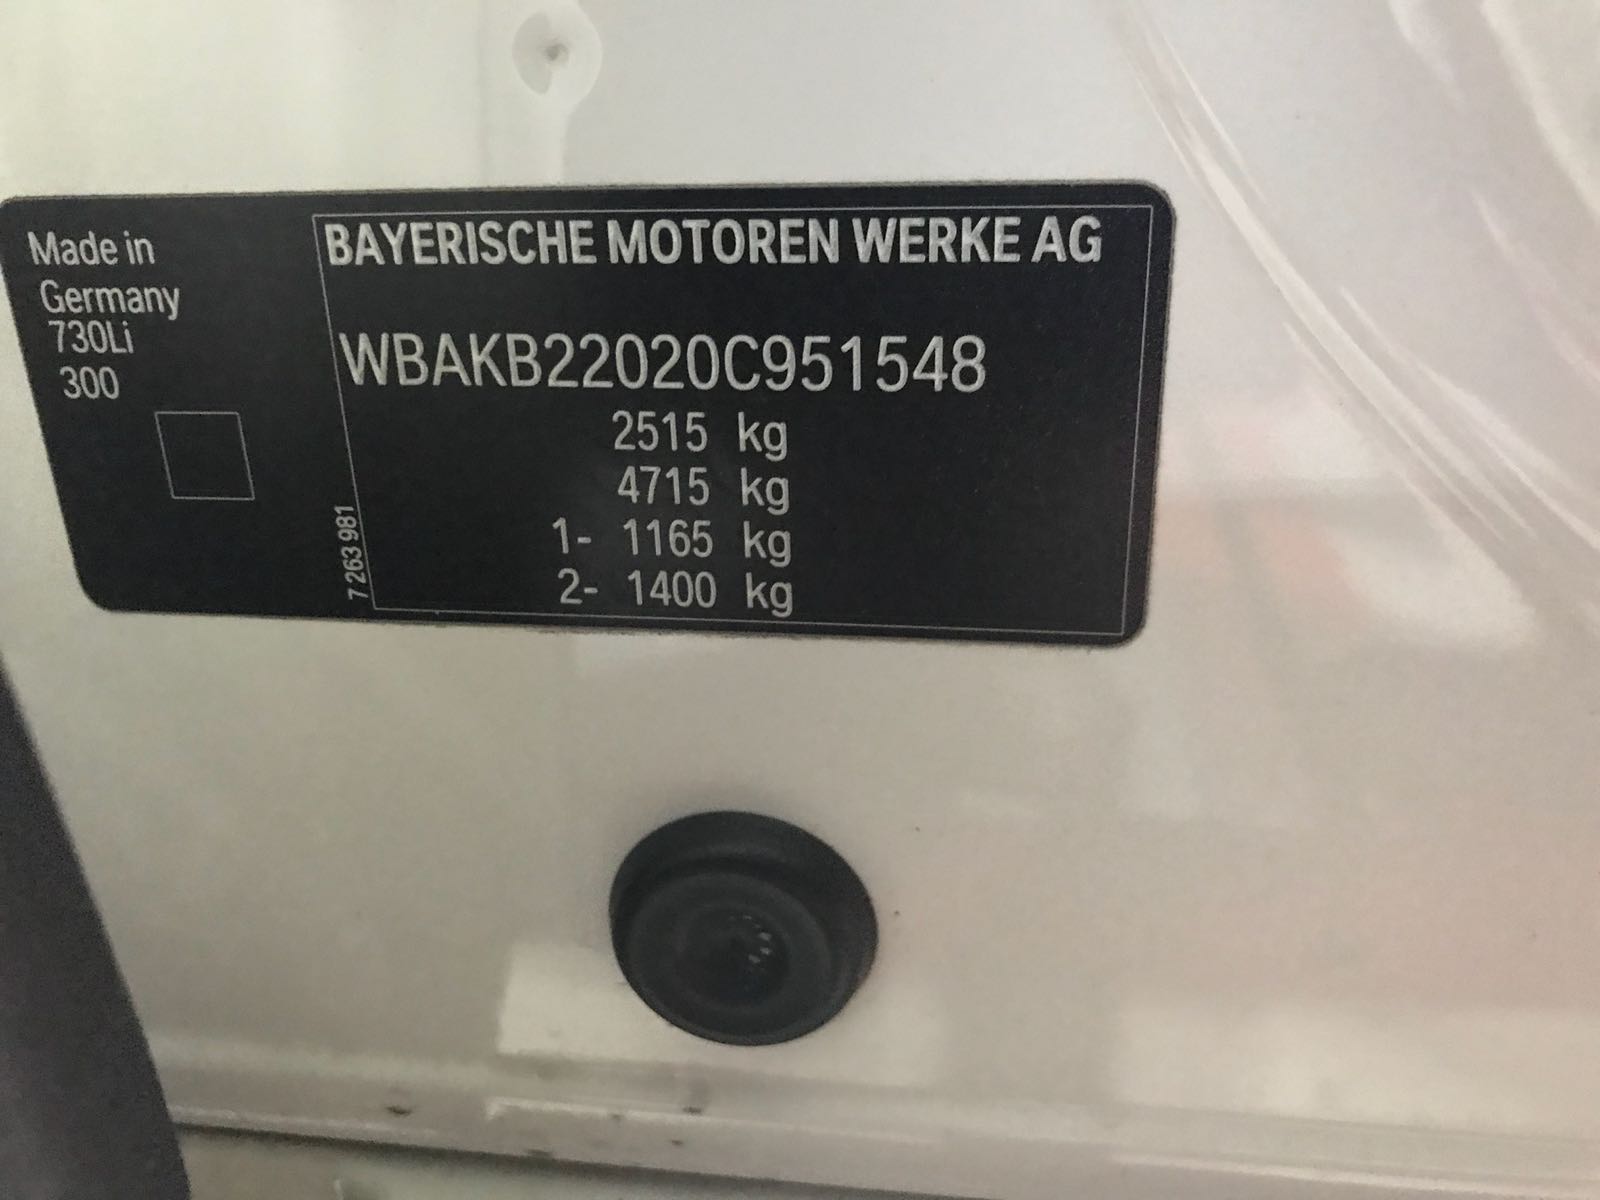 Made in
Germany
730Li
300
7 263 981
BAYERISCHE MOTOREN WERKE AG
WBAKB22020C951548
2515 kg
4715 kg
1- 1165 kg
2- 1400 kg